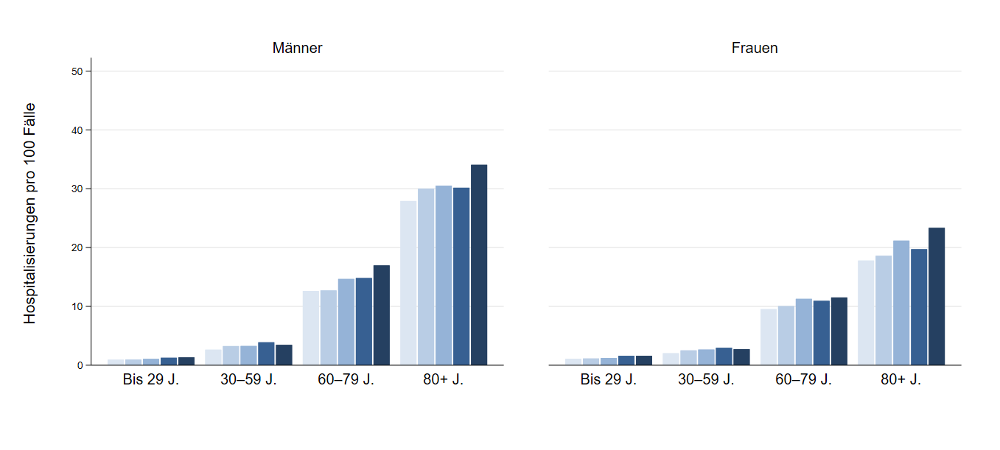 Männer
Frauen
Hospitalisierungen pro 100 Fälle
50
40
30
20
10
0
Bis 29 J.
30–59 J.
60–79 J.
80+ J.
Bis 29 J.
30–59 J.
60–79 J.
80+ J.